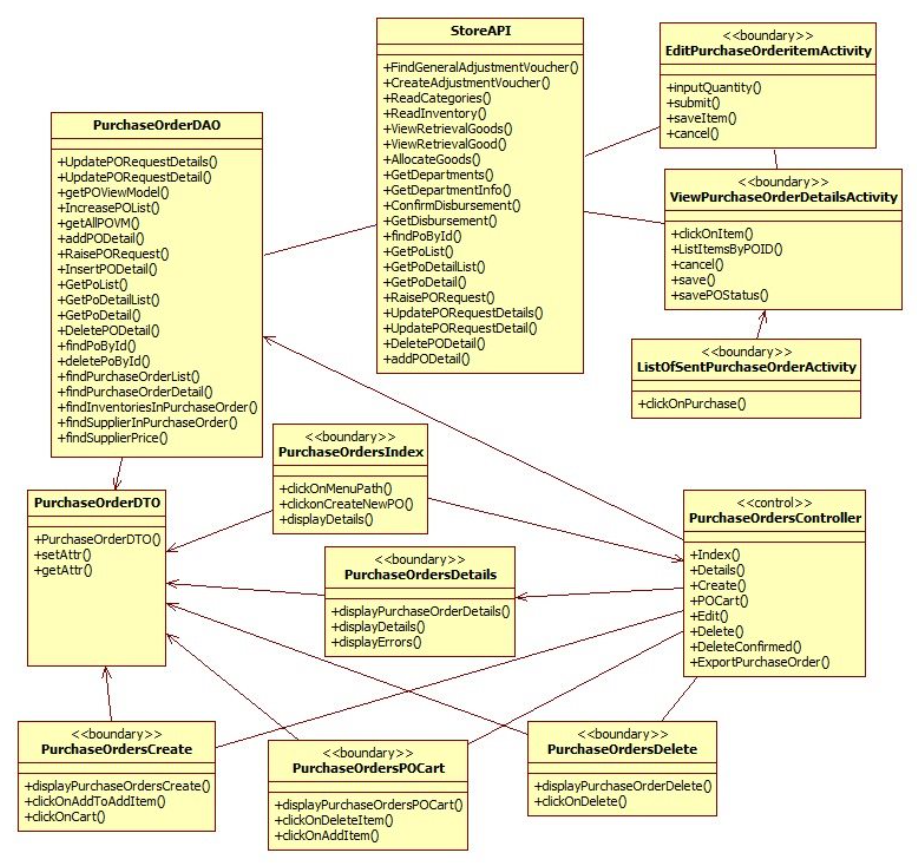 StoreAPI
+FindGeneralAdjustmentVoucher()
+CreateAdjustmentVoucher()
+ReadCategories()
+ReadInventory()
+ViewRetrievalGoods()
+ViewRetrievalGood()
+AllocateGoods()
+GetDepartments()
+GetDepartmentInfo()
+ConfirmDisbursement()
+GetDisbursement()
+findPoById()
+GetPoList()
+GetPoDetailList()
+GetPoDetail()
+RaisePORequest()
+UpdatePORequestDetails()
+UpdatePORequestDetail()
+DeletePODetail()
+addPODetail()
<<boundary>>
EditPurchaseOrderitemActivity
+inputQuantity()
+submit()
+saveItem()
+cancel()
PurchaseOrderDAO
+UpdatePORequestDetails()
+UpdatePORequestDetail()
+getPOViewModel()
+IncreasePOList()
+getAllPOVM()
+addPODetail()
+RaisePORequest()
+InsertPODetail()
+GetPoList()
+GetPoDetailList()
+GetPoDetail()
+DeletePODetail()
+findPoById()
+deletePoById()
+findPurchaseOrderList()
+findPurchaseOrderDetail()
+findInventoriesInPurchaseOrder()
+findSupplierInPurchaseOrder()
+findSupplierPrice()
<<boundary>>
ViewPurchaseOrderDetailsActivity
+clickOnItem()
+ListItemsByPOID()
+cancel()
+save()
+savePOStatus()
<<boundary>>
ListOfSentPurchaseOrderActivity
+clickOnPurchase()
<<boundary>>
PurchaseOrdersIndex
+clickOnMenuPath()
+clickonCreateNewPO()
+displayDetails()
PurchaseOrderDTO
+PurchaseOrderDTO()
+setAttr()
+getAttr()
<<control>>
PurchaseOrdersController
+Index()
+Details()
+Create()
+POCart()
+Edit()
+Delete()
+DeleteConfirmed()
+ExportPurchaseOrder()
<<boundary>>
PurchaseOrdersDetails
+displayPurchaseOrderDetails()
+displayDetails()
+displayErrors()
<<boundary>>
PurchaseOrdersCreate
+displayPurchaseOrdersCreate()
+clickOnAddToAddItem()
+clickOnCart()
<<boundary>>
PurchaseOrdersPOCart
+displayPurchaseOrdersPOCart()
+clickOnDeleteItem()
+clickOnAddItem()
<<boundary>>
PurchaseOrdersDelete
+displayPurchaseOrderDelete()
+clickOnDelete()